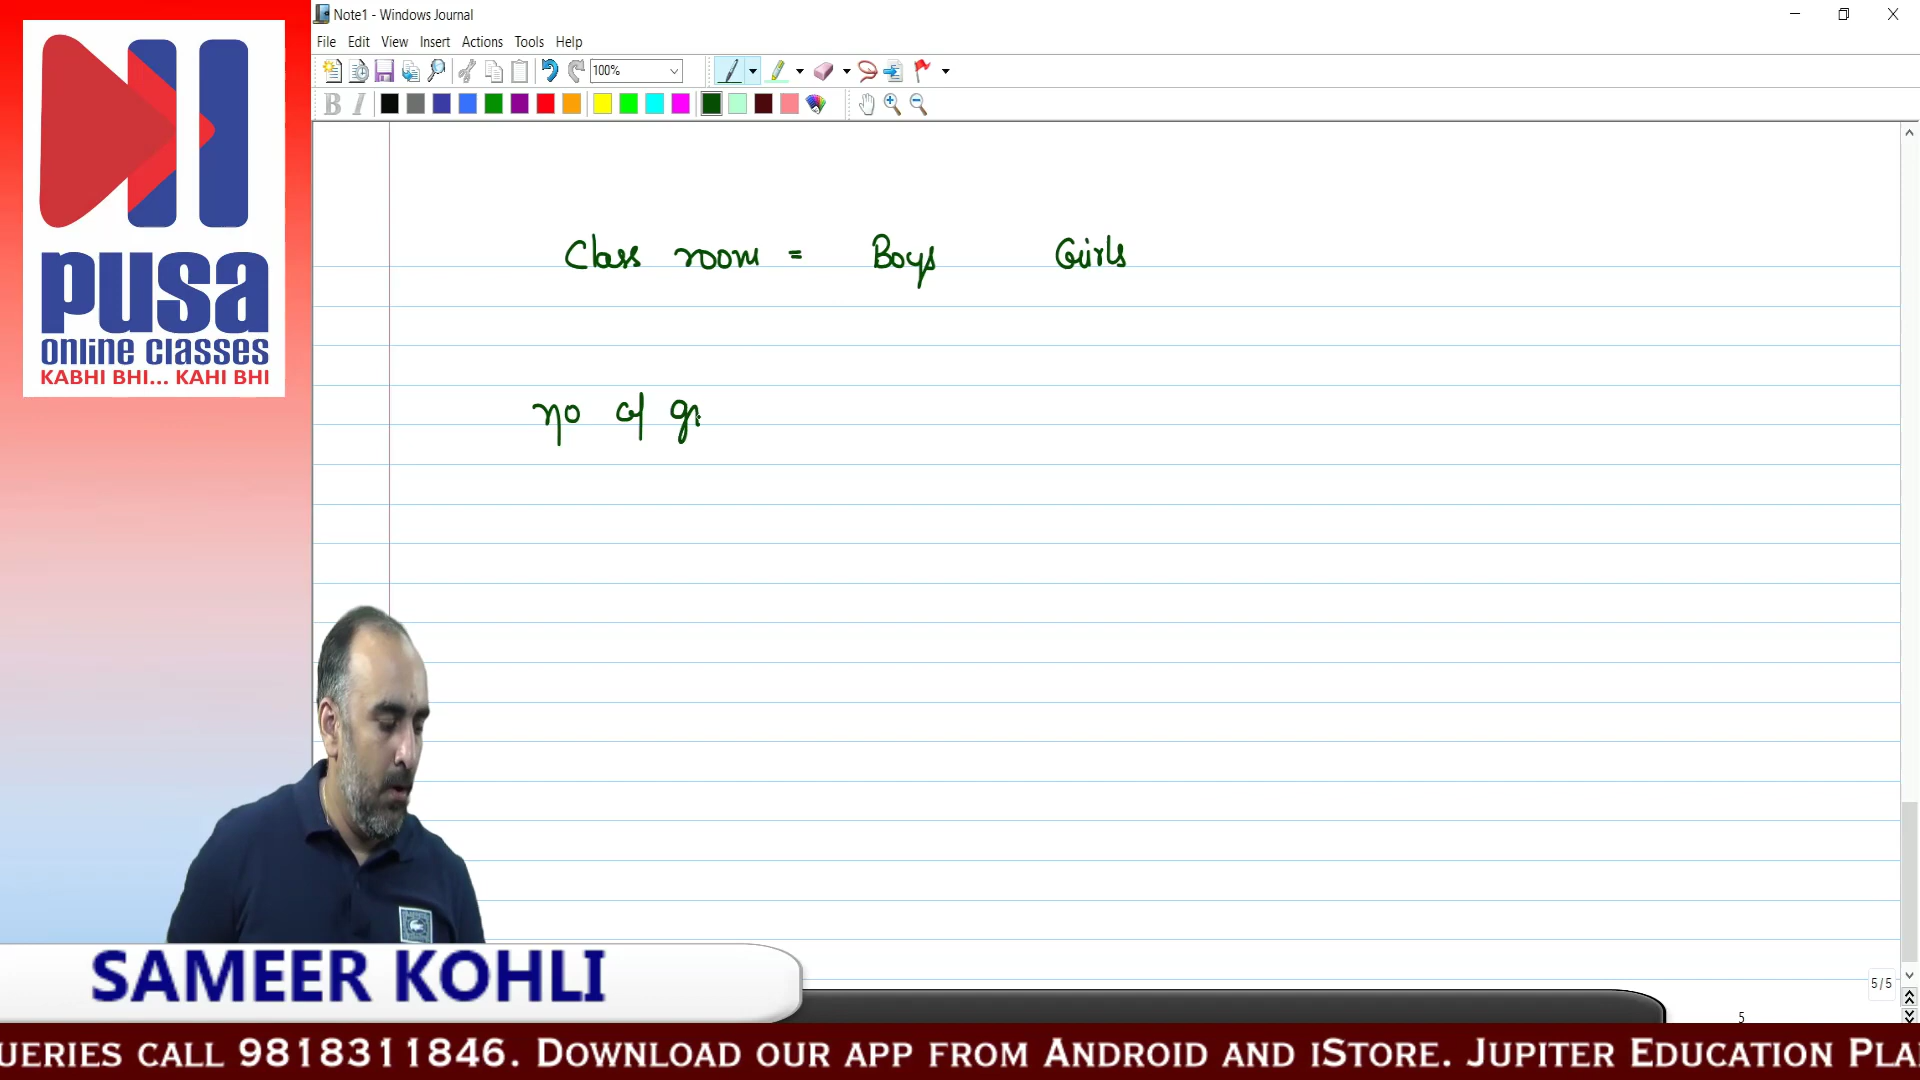 Note1 - Windows Journal
File Edit View Insert Actions Tools Help
100%
B I
PUSA
online classes
KABHI BHI... KAHI BHI
Class room = Boys Girls
no of gi
5 / 5
5
SAMEER KOHLI
UERIES CALL 9818311846. DOWNLOAD OUR APP FROM ANDROID AND ISTORE. JUPITER EDUCATION PLA